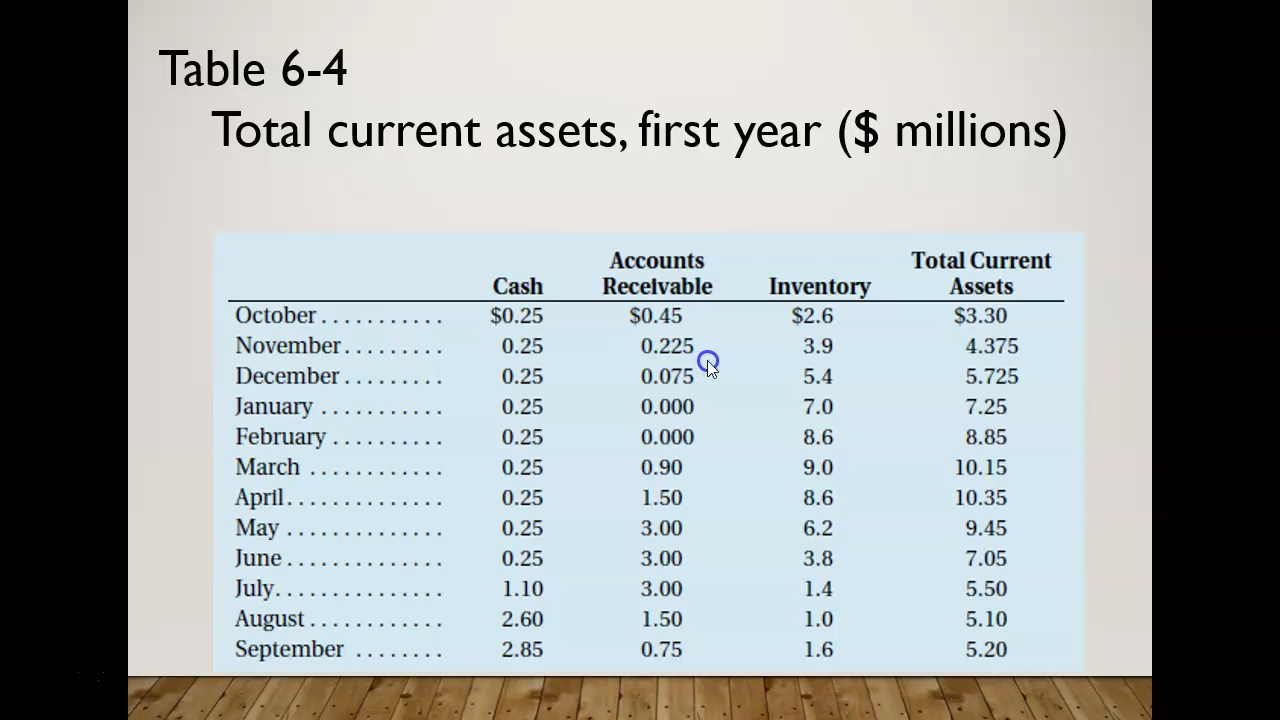 Table 6-4
Total current assets, first year ($ millions)
Accounts Total Current
Cash Receivable Inventory Assets
October........... $0.25 $0.45 $2.6 $3.30
November......... 0.25 0.225 3.9 4.375
December......... 0.25 0.075 5.4 5.725
January ........... 0.25 0.000 7.0 7.25
February .......... 0.25 0.000 8.6 8.85
March ............ 0.25 0.90 9.0 10.15
April.............. 0.25 1.50 8.6 10.35
May .............. 0.25 3.00 6.2 9.45
June.............. 0.25 3.00 3.8 7.05
July............... 1.10 3.00 1.4 5.50
August............ 2.60 1.50 1.0 5.10
September ........ 2.85 0.75 1.6 5.20